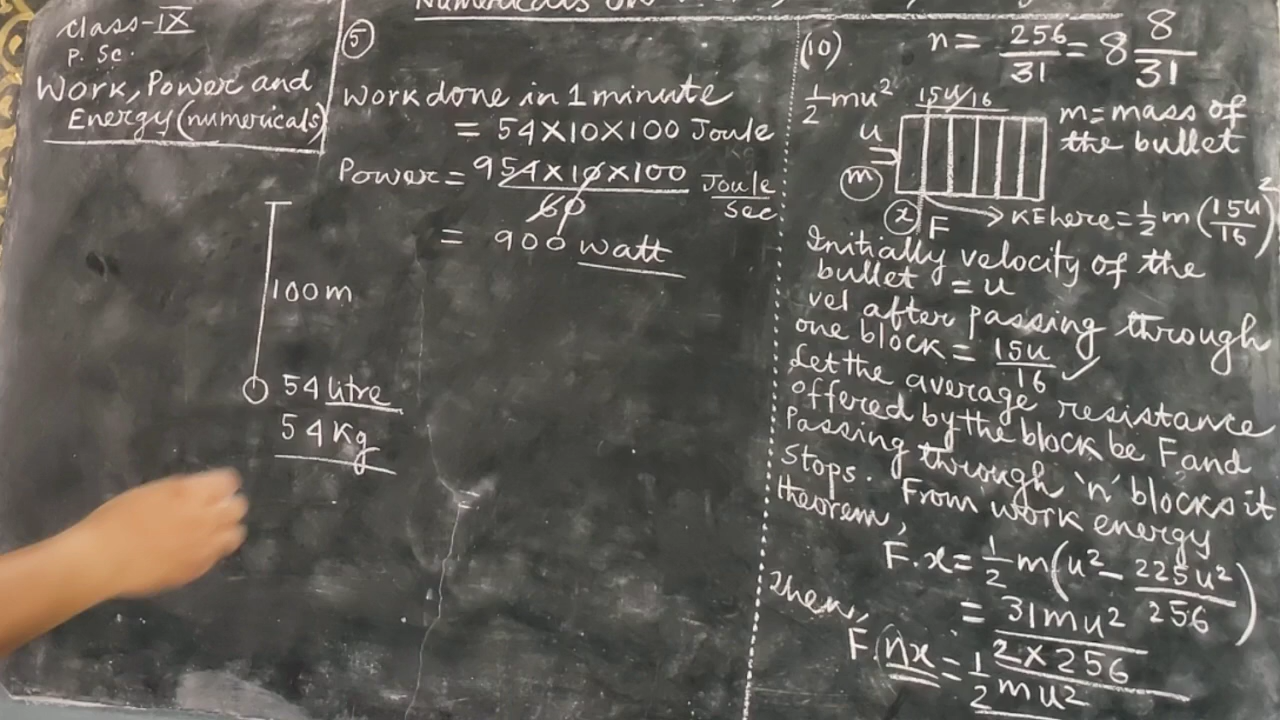 Numericals on
Class-IX
P. Sc.
Work, Power and
Energy (numericals)
(5)
Work done in 1 minute
= 54×10×100 Joule
Power = 9 54×10×100 Joule/sec
60
= 900 watt
100m
54 litre
54 Kg
(10) n = 256/31 = 8 8/31
1/2 mu² 15u/16
u
m
m = mass of
the bullet
x F → KE here = 1/2 m (15u/16)²
Initially velocity of the
bullet = u
vel after passing through
one block = 15u/16 ✓
Let the average resistance
offered by the block be F and
Passing through 'n' blocks it
stops. From work energy
theorem,
F.x = 1/2 m(u² - 225u²/256)
= 31mu²/2×256
Then,
F.nx = 1/2 mu²